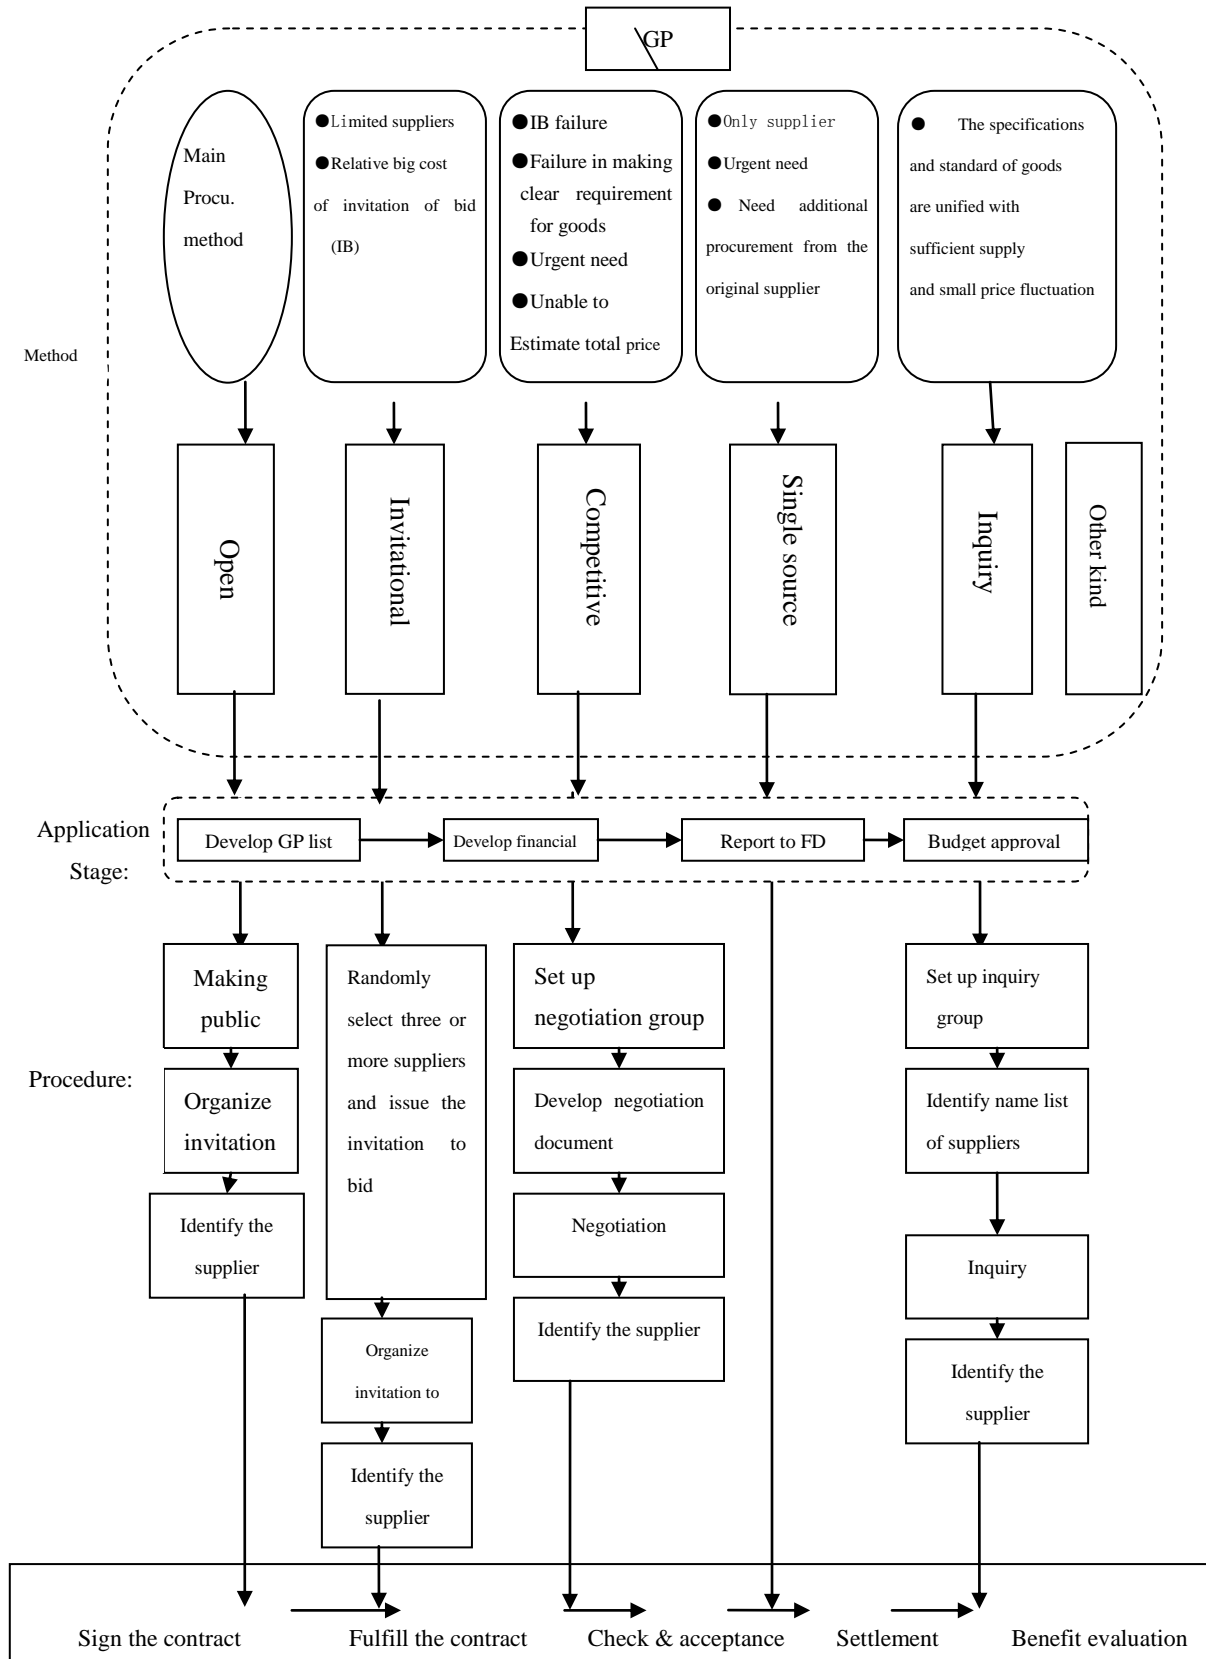 GP
Main
Procu.
method
●Limited suppliers
●Relative big cost
of invitation of bid
(IB)
●IB failure
●Failure in making
clear requirement
for goods
●Urgent need
●Unable to
Estimate total price
●Only supplier
●Urgent need
● Need additional
procurement from the
original supplier
● The specifications
and standard of goods
are unified with
sufficient supply
and small price fluctuation
Method
Open
Invitational
Competitive
Single source
Inquiry
Other kind
Application
Stage:
Develop GP list
Develop financial
Report to FD
Budget approval
Procedure:
Making
public
Organize
invitation
Identify the
supplier
Randomly
select three or
more suppliers
and issue the
invitation to
bid
Organize
invitation to
Identify the
supplier
Set up
negotiation group
Develop negotiation
document
Negotiation
Identify the supplier
Set up inquiry
group
Identify name list
of suppliers
Inquiry
Identify the
supplier
Sign the contract
Fulfill the contract
Check & acceptance
Settlement
Benefit evaluation